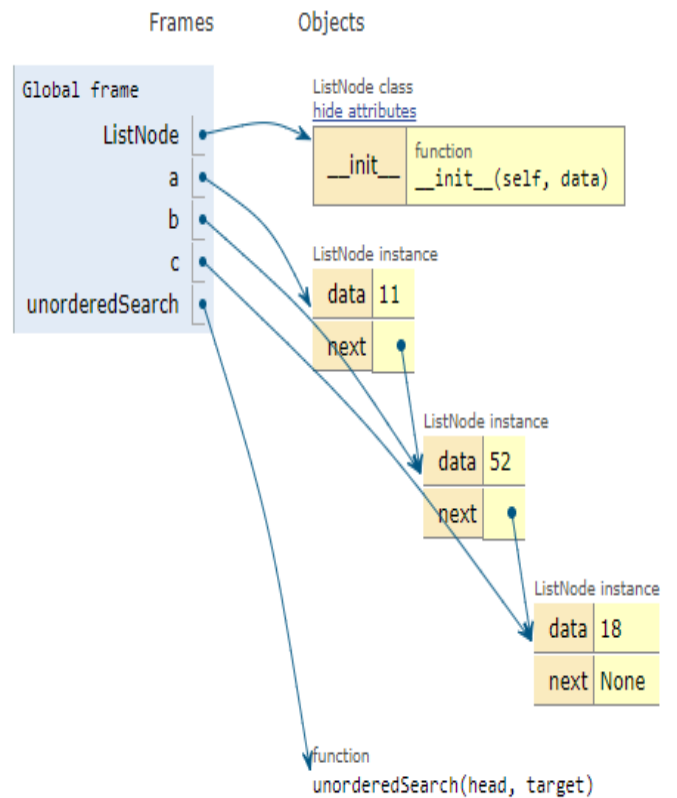 Frames Objects
Global frame
ListNode
a
b
c
unorderedSearch
ListNode class
hide attributes
__init__ function
__init__(self, data)
ListNode instance
data 11
next
ListNode instance
data 52
next
ListNode instance
data 18
next None
function
unorderedSearch(head, target)